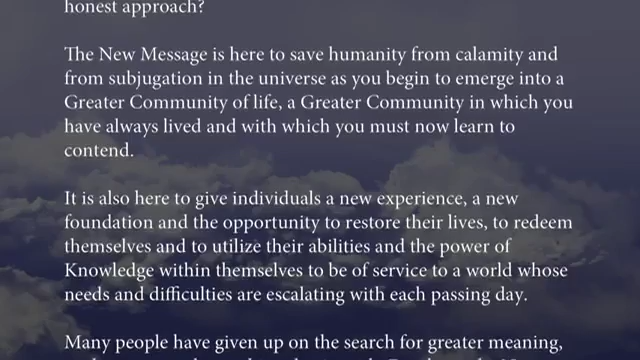 honest approach?
The New Message is here to save humanity from calamity and
from subjugation in the universe as you begin to emerge into a
Greater Community of life, a Greater Community in which you
have always lived and with which you must now learn to
contend.
It is also here to give individuals a new experience, a new
foundation and the opportunity to restore their lives, to redeem
themselves and to utilize their abilities and the power of
Knowledge within themselves to be of service to a world whose
needs and difficulties are escalating with each passing day.
Many people have given up on the search for greater meaning,